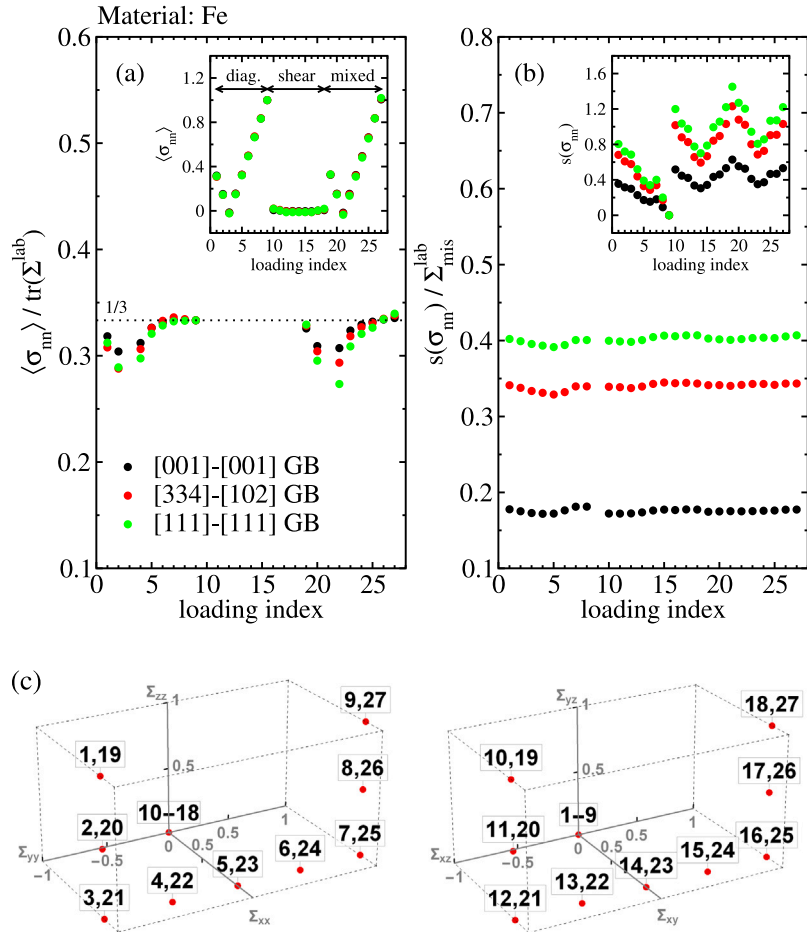 Material: Fe
(a)
⟨σnn⟩ / tr(Σlab)
0.6
0.5
0.4
0.3
0.2
0.1
1/3
0 5 10 15 20 25
loading index
[001]-[001] GB
[334]-[102] GB
[111]-[111] GB
⟨σnn⟩
1.2
0.8
0.4
0
diag. shear mixed
0 5 10 15 20 25
loading index
(b)
s(σnn) / Σmislab
0.8
0.7
0.6
0.5
0.4
0.3
0.2
0.1
0 5 10 15 20 25
loading index
s(σnn)
1.6
1.2
0.8
0.4
0
0 5 10 15 20 25
loading index
(c)
Σzz
1
0.5
9,27
1,19
8,26
10–18
1
2,20
0.5
7,25
Σyy
−0.5
0
0.5
6,24
−1
5,23
4,22
1
3,21
Σxx
Σyz
1
0.5
18,27
10,19
17,26
1–9
1
11,20
0.5
16,25
Σxz
−0.5
0
0.5
15,24
−1
14,23
13,22
1
12,21
Σxy